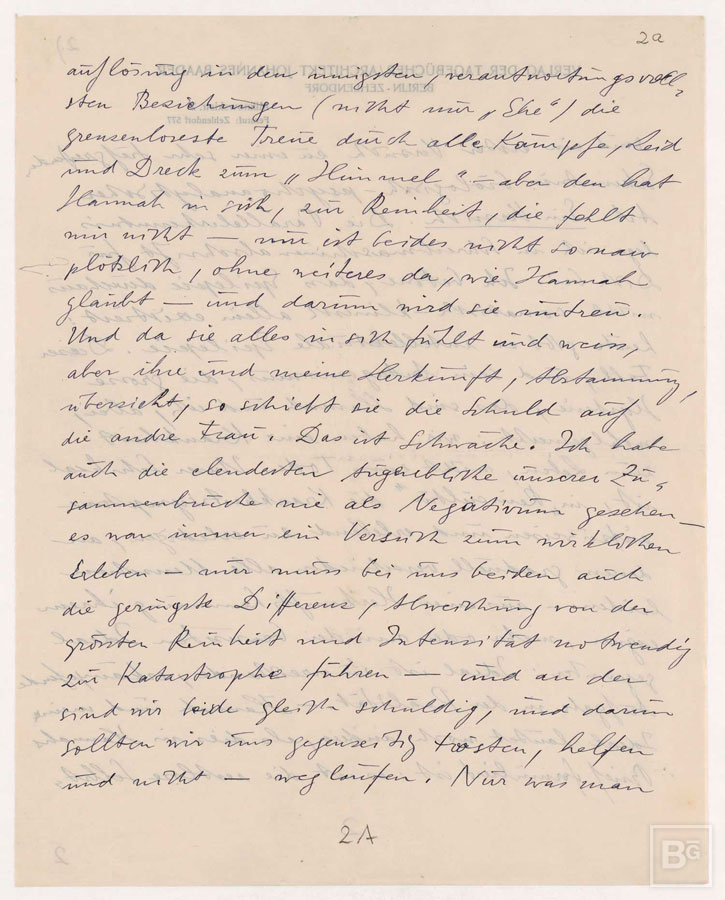 2a
auflösung in den innigsten, verantwortungsvoll-
sten Beziehungen (nicht nur „Ehe“) die
grenzenloseste Treue durch alle Kämpfe, Leid
und Dreck zum „Himmel“ – aber den hat
Hannah in sich, zur Reinheit, die fehlt
mir nicht – nur ist beides nicht so naiv
plötzlich, ohne weiteres da, wie Hannah
glaubt – und darum wird sie untreu.
Und da sie alles in sich fühlt und weiss,
aber ihre und meine Herkunft, Abstammung,
übersieht, so schiebt sie die Schuld auf
die andre Frau. Das ist Schwäche. Ich habe
auch die elendesten Augenblicke unserer Zu-
sammenbrüche nie als Negativum gesehen –
es war immer ein Versuch zum wirklichen
Erleben – nur muss bei uns beiden auch
die geringste Differenz, Abweichung von der
grössten Reinheit und Intensität notwendig
zur Katastrophe führen – und an der
sind wir beide gleich schuldig, und darum
sollten wir uns gegenseitig trösten, helfen
und nicht – weglaufen. Nur was man
2A
BG